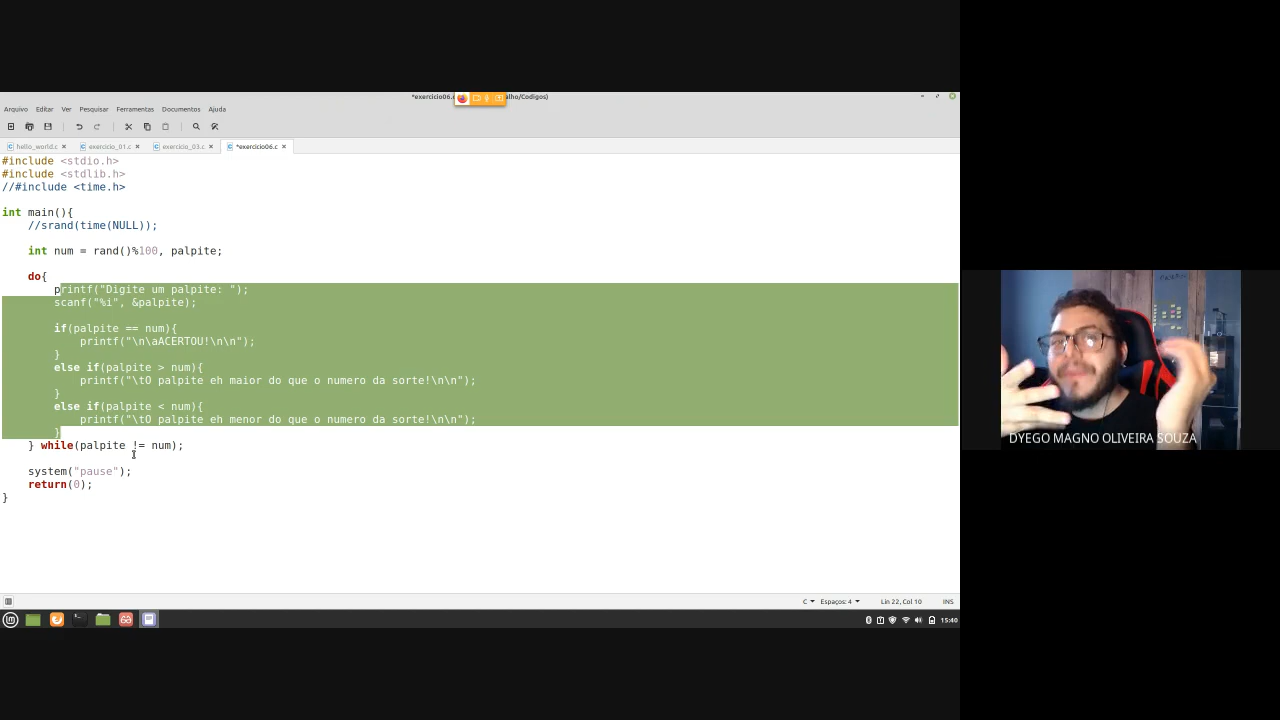 *exercicio06.c
alho/Codigos)
Arquivo Editar Ver Pesquisar Ferramentas Documentos Ajuda
hello_world.c exercicio_01.c exercicio_03.c *exercicio06.c
#include <stdio.h>
#include <stdlib.h>
//#include <time.h>
int main(){
//srand(time(NULL));
int num = rand()%100, palpite;
do{
printf("Digite um palpite: ");
scanf("%i", &palpite);
if(palpite == num){
printf("\n\aACERTOU!\n\n");
}
else if(palpite > num){
printf("\tO palpite eh maior do que o numero da sorte!\n\n");
}
else if(palpite < num){
printf("\tO palpite eh menor do que o numero da sorte!\n\n");
}
} while(palpite != num);
system("pause");
return(0);
}
DYEGO MAGNO OLIVEIRA SOUZA
C Espaços: 4 Lin 22, Col 10 INS
15:40